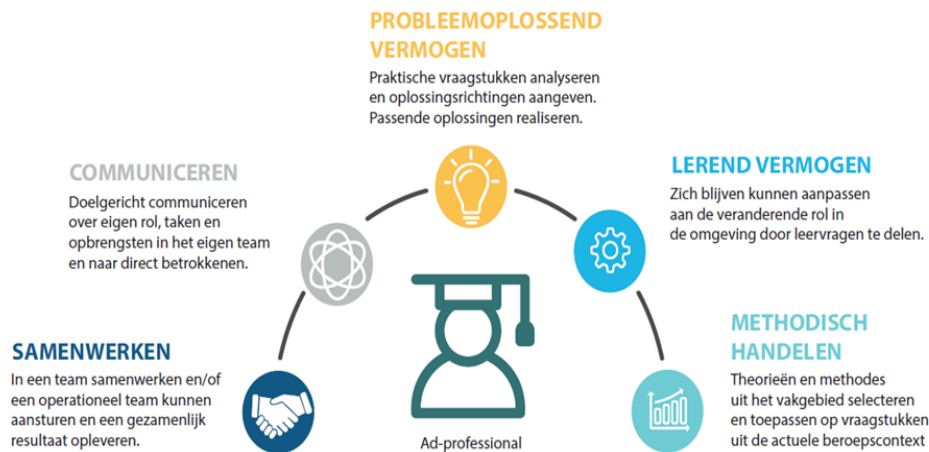 PROBLEEMOPLOSSEND
VERMOGEN
Praktische vraagstukken analyseren
en oplossingsrichtingen aangeven.
Passende oplossingen realiseren.
COMMUNICEREN
Doelgericht communiceren
over eigen rol, taken en
opbrengsten in het eigen team
en naar direct betrokkenen.
LEREND VERMOGEN
Zich blijven kunnen aanpassen
aan de veranderende rol in
de omgeving door leervragen te delen.
SAMENWERKEN
In een team samenwerken en/of
een operationeel team kunnen
aansturen en een gezamenlijk
resultaat opleveren.
METHODISCH
HANDELEN
Theorieën en methodes
uit het vakgebied selecteren
en toepassen op vraagstukken
uit de actuele beroepscontext
Ad-professional